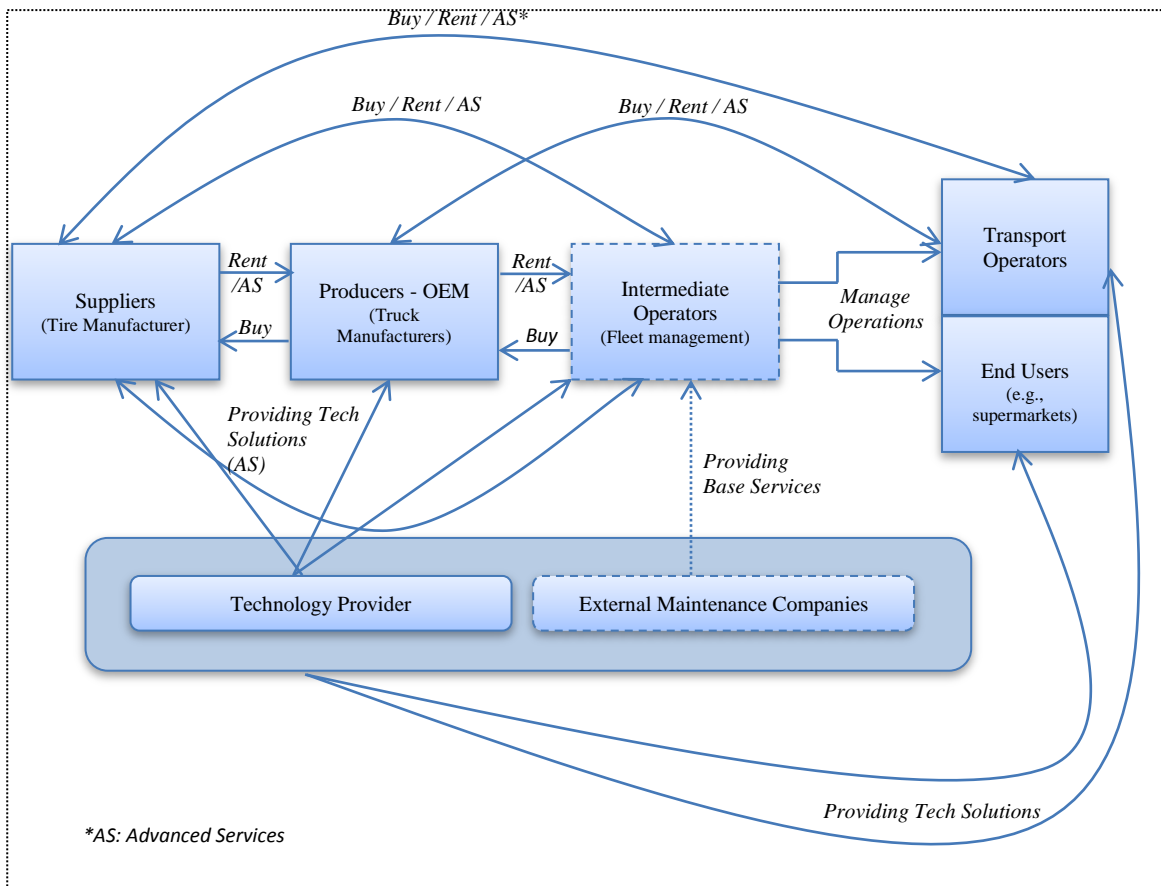 Buy / Rent / AS*
Buy / Rent / AS
Buy / Rent / AS
Suppliers
(Tire Manufacturer)
Rent
/AS
Buy
Producers - OEM
(Truck
Manufacturers)
Rent
/AS
Buy
Intermediate
Operators
(Fleet management)
Manage
Operations
Transport
Operators
End Users
(e.g.,
supermarkets)
Providing Tech
Solutions
(AS)
Providing
Base Services
Technology Provider
External Maintenance Companies
Providing Tech Solutions
*AS: Advanced Services